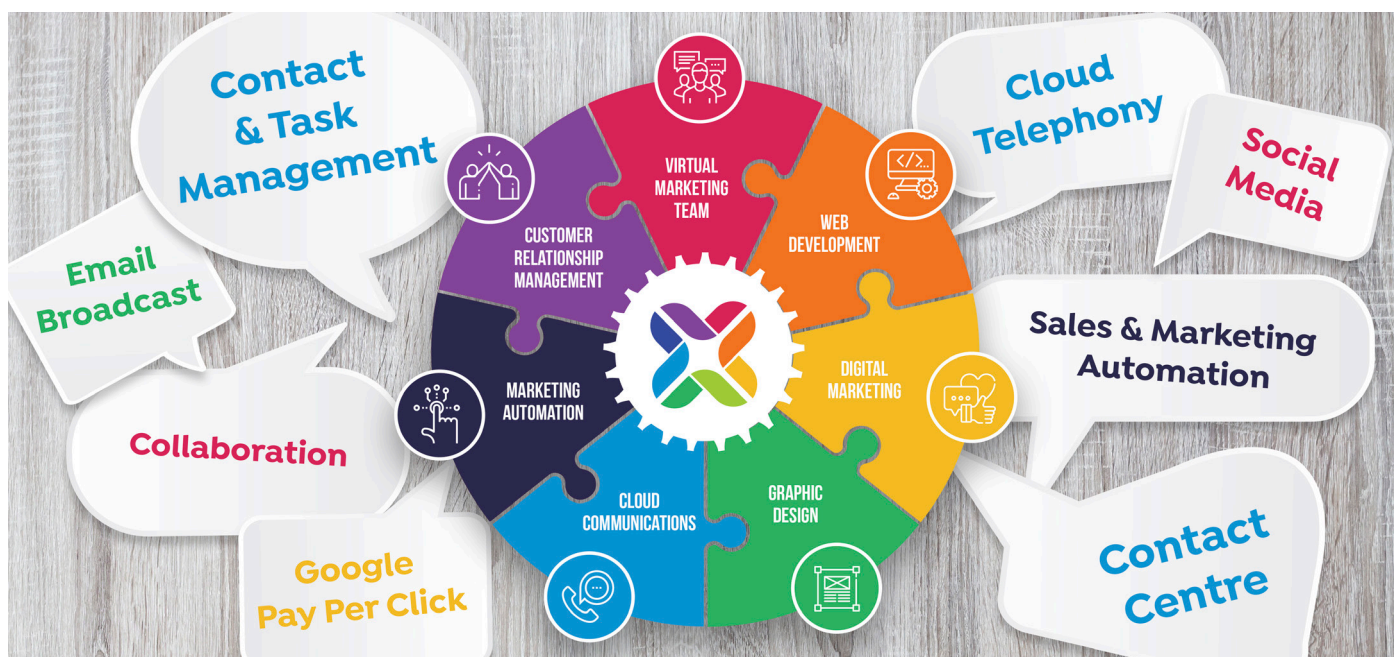 Contact
& Task
Management
Email
Broadcast
Collaboration
Google
Pay Per Click
VIRTUAL
MARKETING
TEAM
WEB
DEVELOPMENT
DIGITAL
MARKETING
GRAPHIC
DESIGN
CLOUD
COMMUNICATIONS
MARKETING
AUTOMATION
CUSTOMER
RELATIONSHIP
MANAGEMENT
Cloud
Telephony
Social
Media
Sales & Marketing
Automation
Contact
Centre